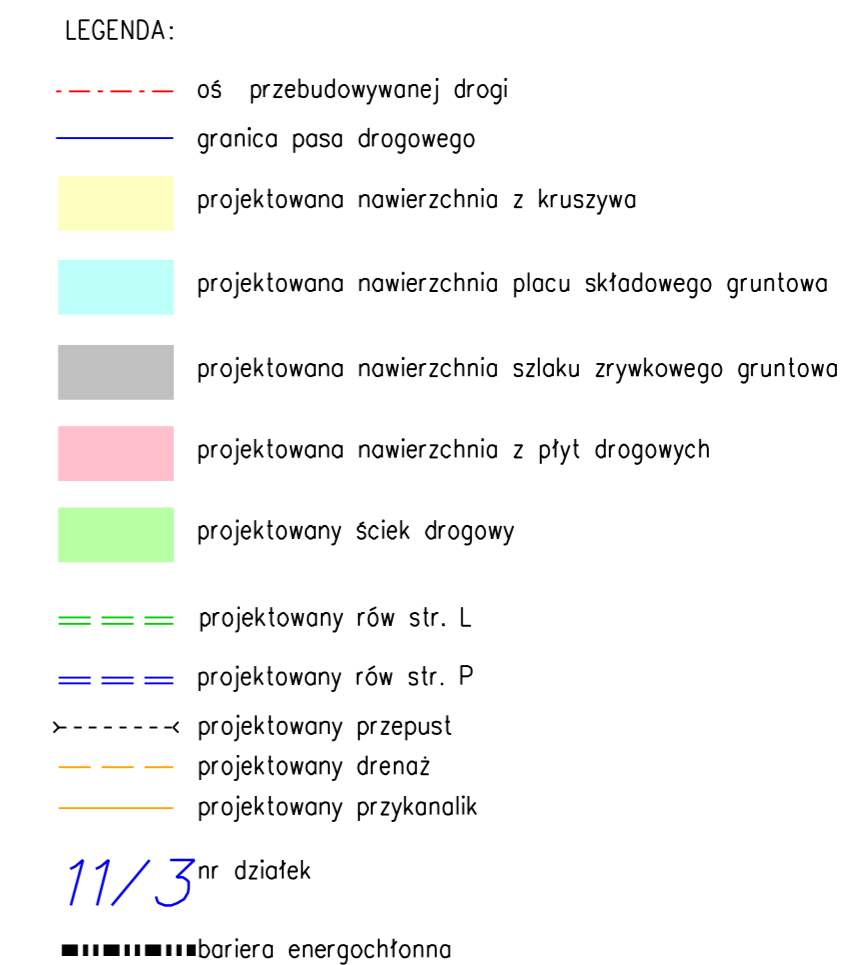 LEGENDA:
oś przebudowywanej drogi
granica pasa drogowego
projektowana nawierzchnia z kruszywa
projektowana nawierzchnia placu składowego gruntowa
projektowana nawierzchnia szlaku zrywkowego gruntowa
projektowana nawierzchnia z płyt drogowych
projektowany ściek drogowy
projektowany rów str. L
projektowany rów str. P
projektowany przepust
projektowany drenaż
projektowany przykanalik
11/3 nr działek
bariera energochłonna